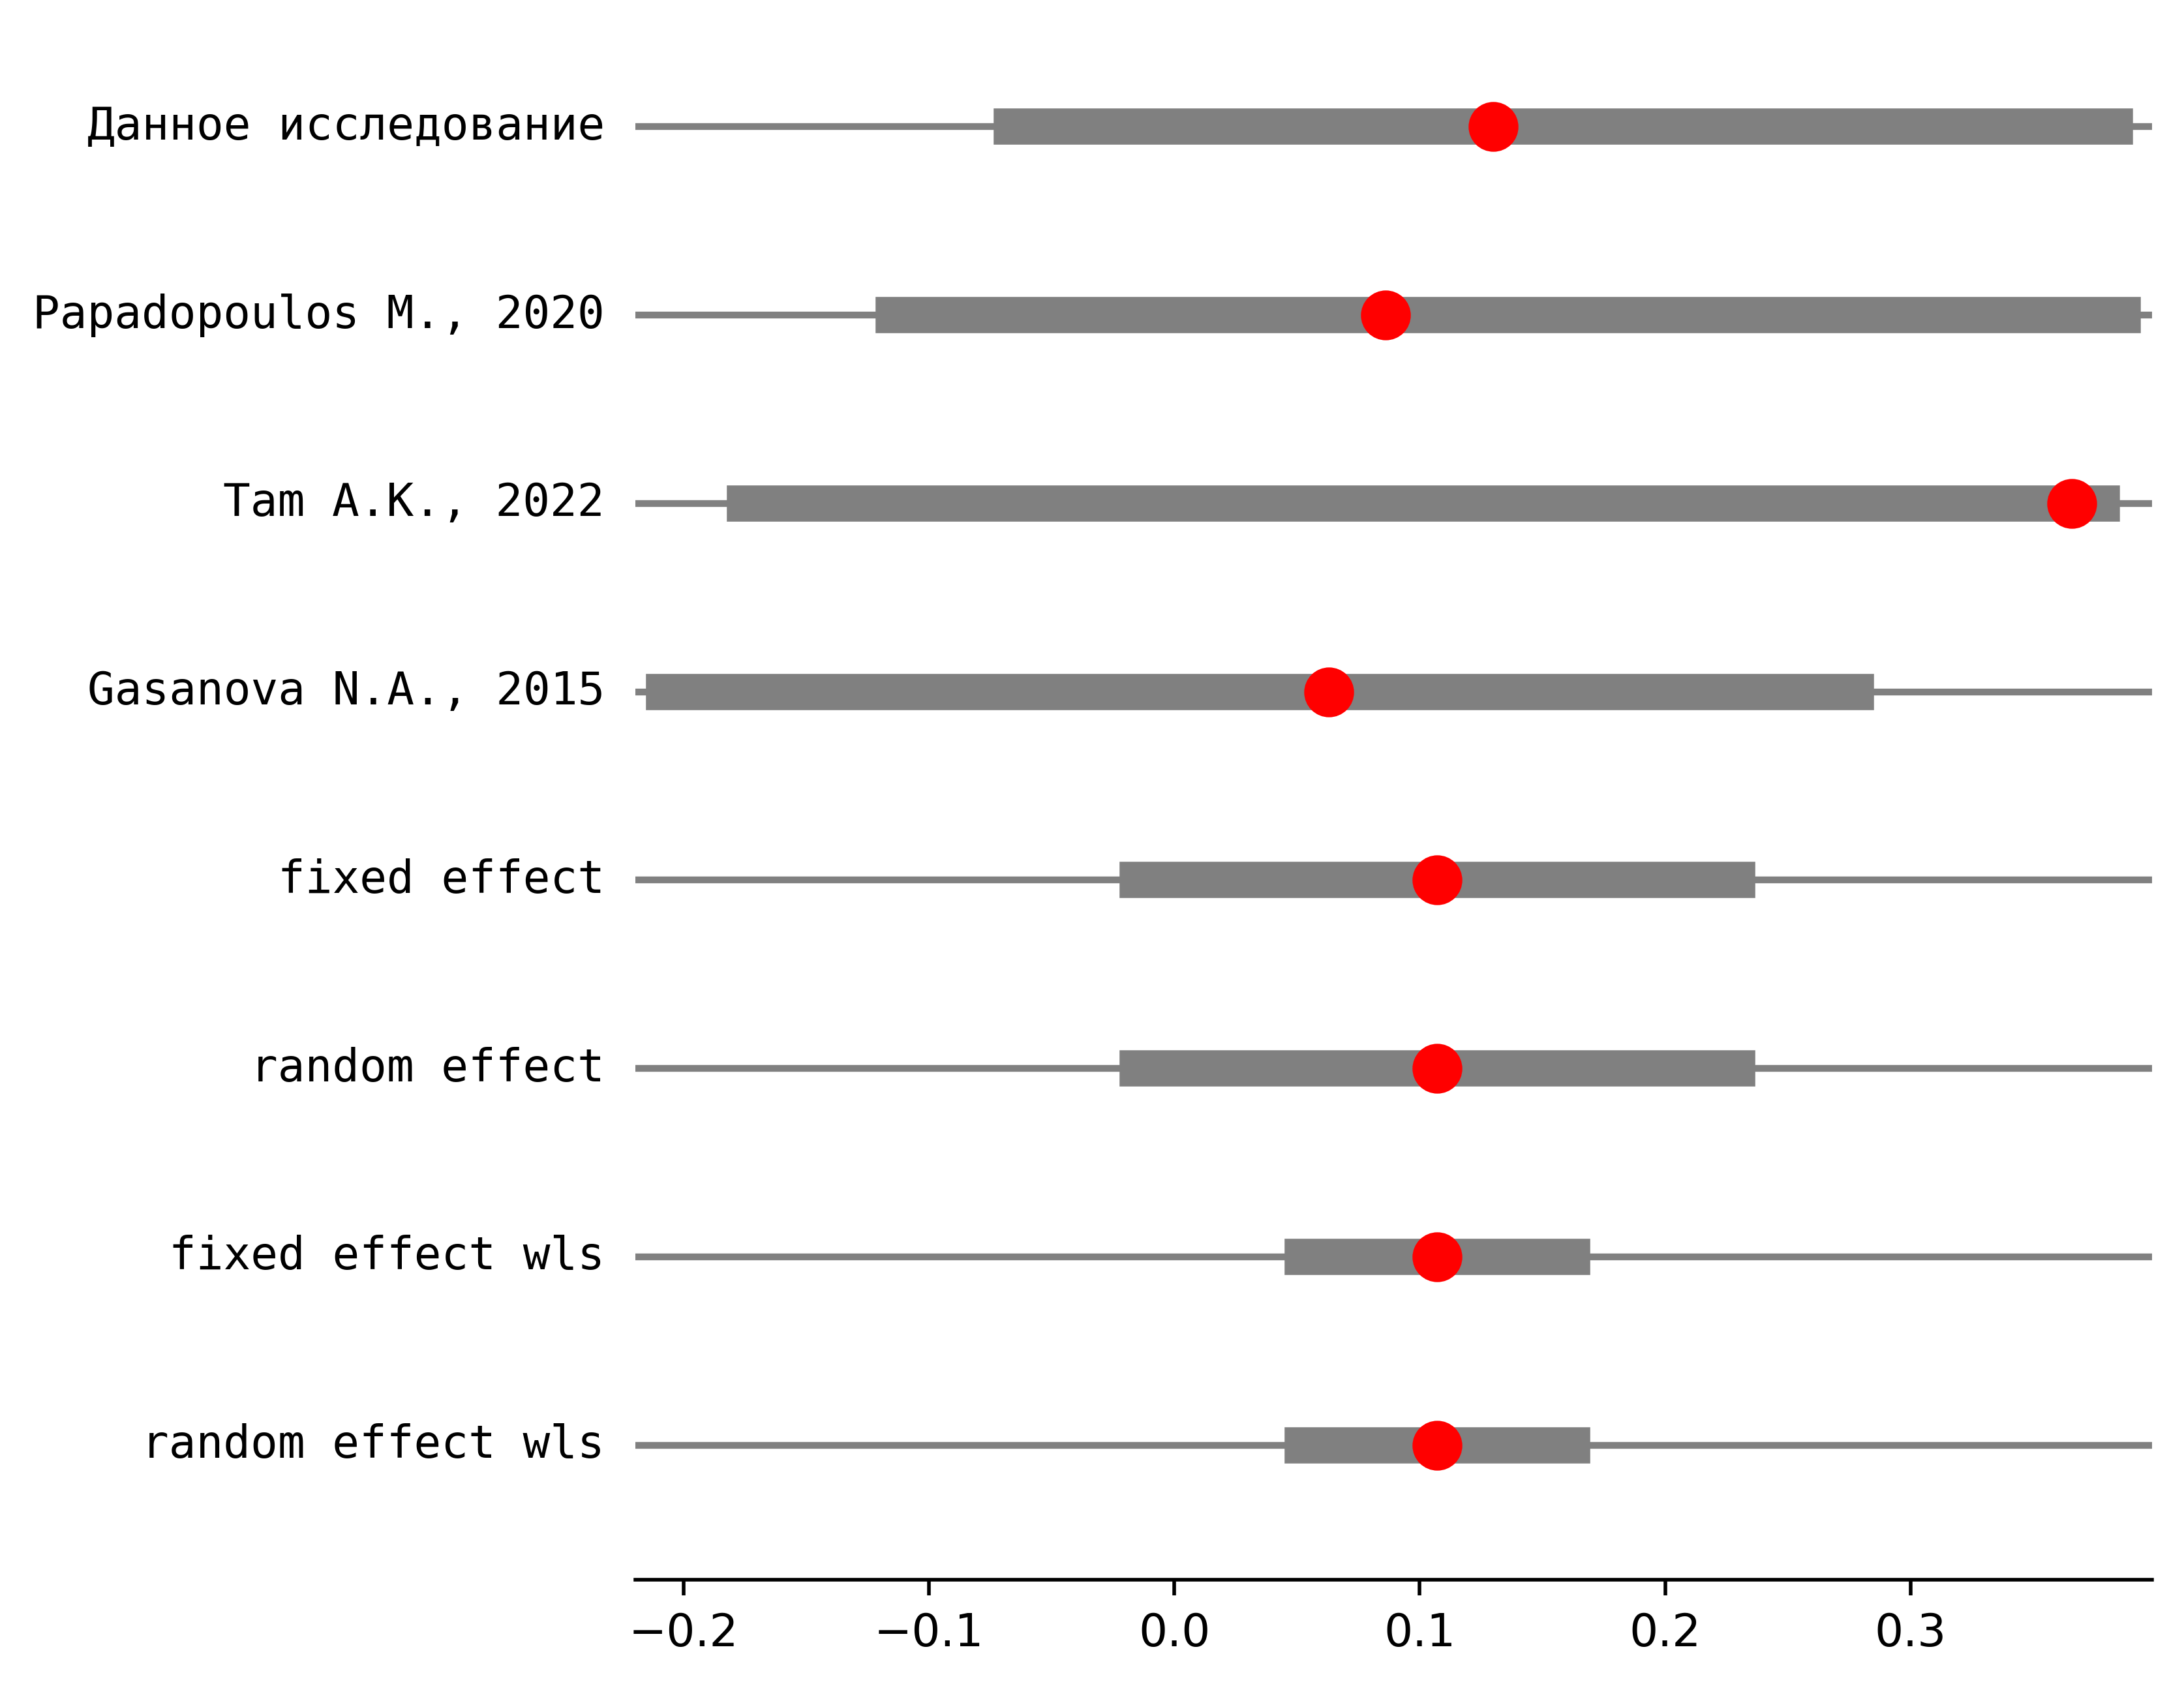 Данное исследование
Papadopoulos M., 2020
Tam A.K., 2022
Gasanova N.A., 2015
fixed effect
random effect
fixed effect wls
random effect wls
−0.2 −0.1 0.0 0.1 0.2 0.3